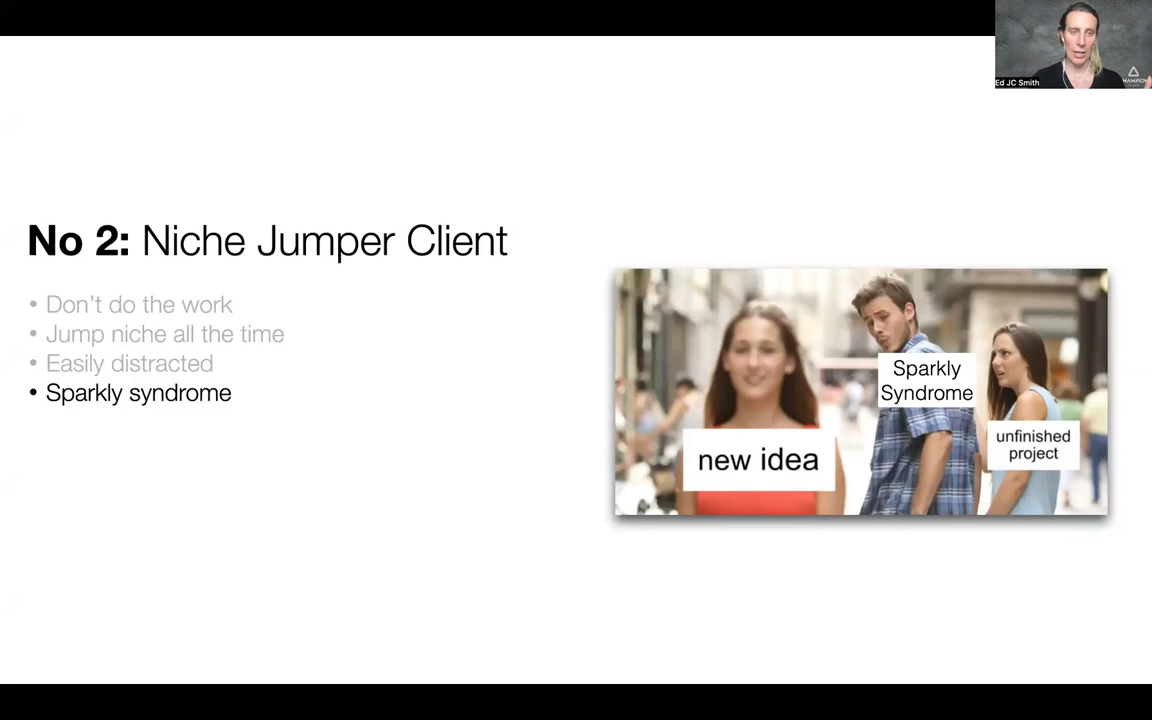 Ed JC Smith
No 2: Niche Jumper Client
• Don't do the work
• Jump niche all the time
• Easily distracted
• Sparkly syndrome
Sparkly
Syndrome
new idea
unfinished
project